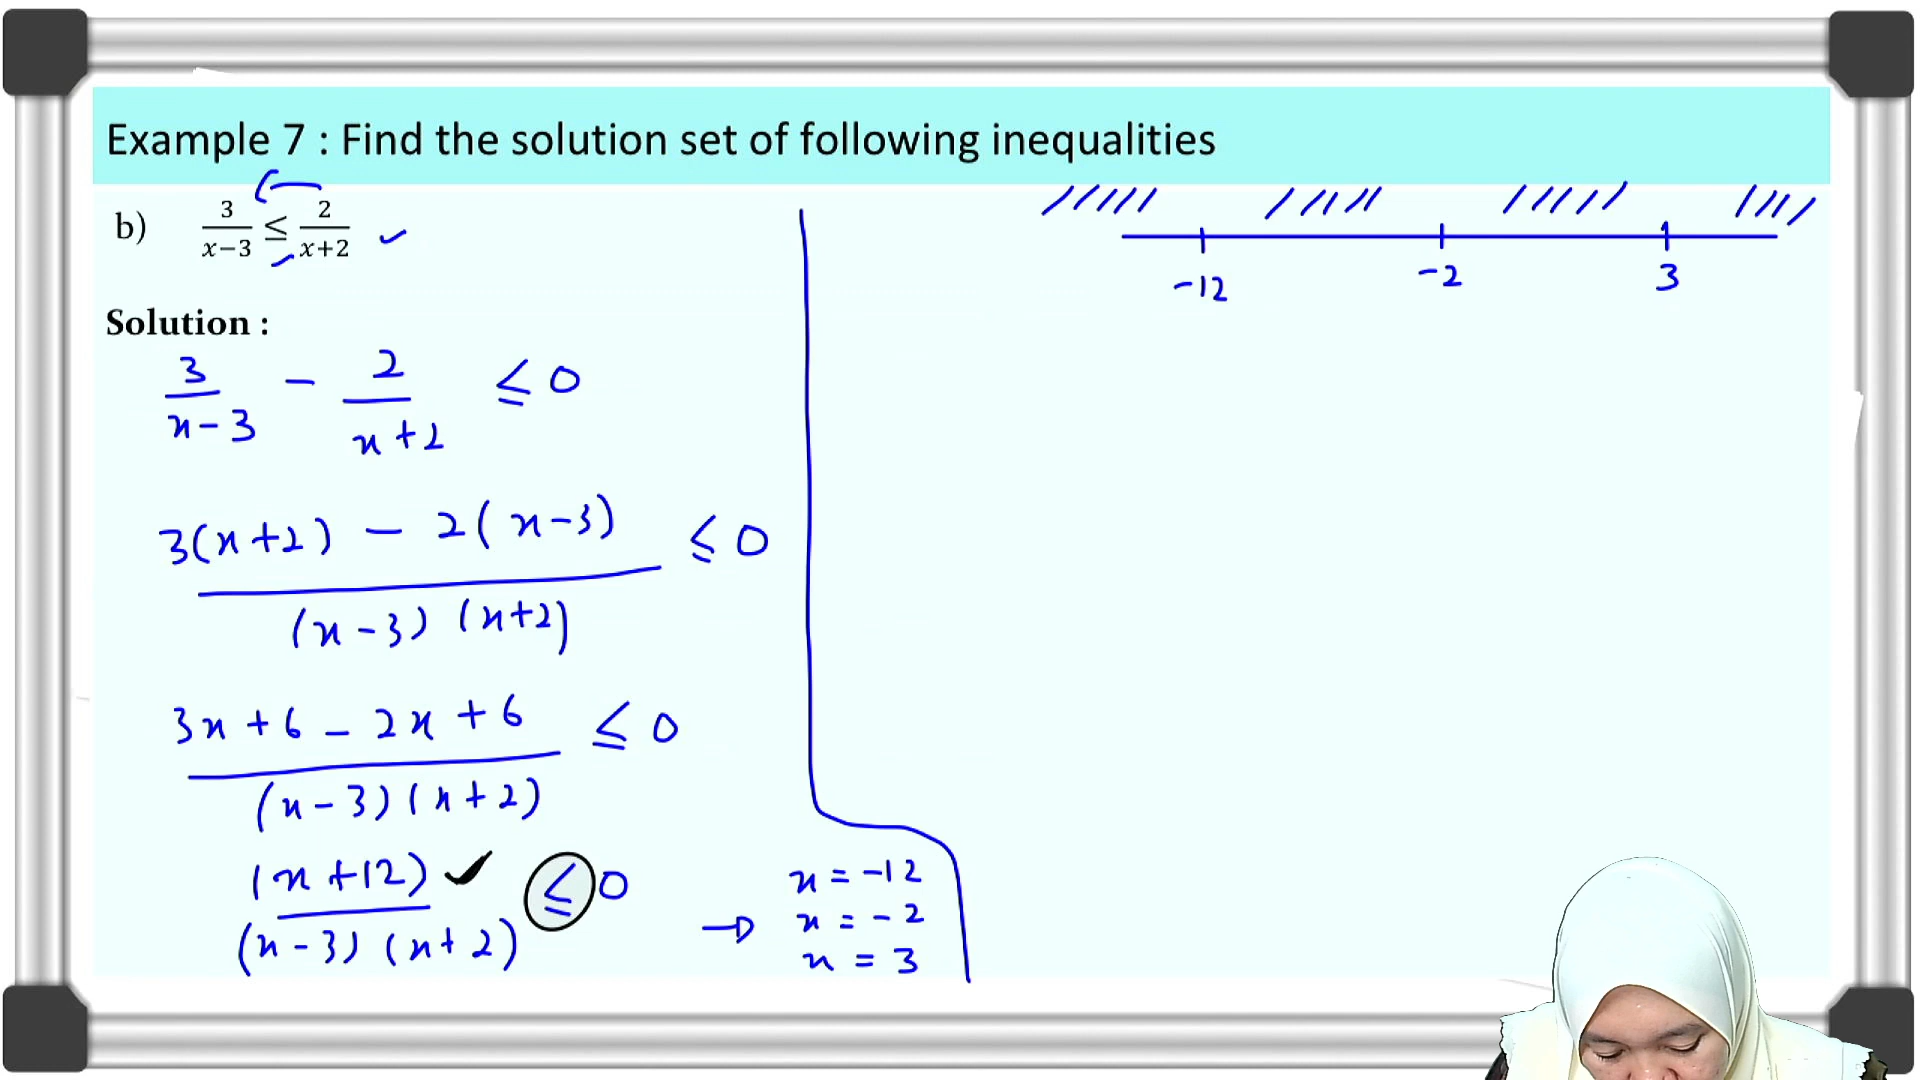 Example 7 : Find the solution set of following inequalities
b) 3/(x−3) ≤ 2/(x+2) ✓
Solution :
3/(x−3) − 2/(x+2) ≤ 0
3(x+2) − 2(x−3)
/ (x−3)(x+2) ≤ 0
3x + 6 − 2x + 6
/ (x−3)(x+2) ≤ 0
(x+12) ✓
/ (x−3)(x+2) ≤ 0
→ x = −12
x = −2
x = 3
−12 −2 3